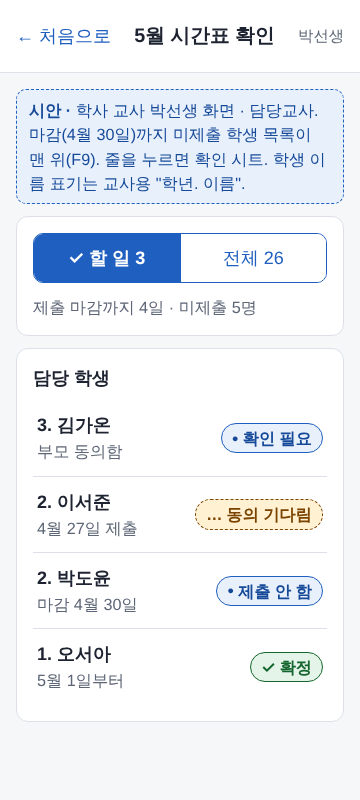 ← 처음으로 5월 시간표 확인 박선생
시안 · 학사 교사 박선생 화면 · 담당교사.
마감(4월 30일)까지 미제출 학생 목록이
맨 위(F9). 줄을 누르면 확인 시트. 학생 이
름 표기는 교사용 "학년. 이름".
✓ 할 일 3 전체 26
제출 마감까지 4일 · 미제출 5명
담당 학생
3. 김가온
부모 동의함
• 확인 필요
2. 이서준
4월 27일 제출
… 동의 기다림
2. 박도윤
마감 4월 30일
• 제출 안 함
1. 오서아
5월 1일부터
✓ 확정